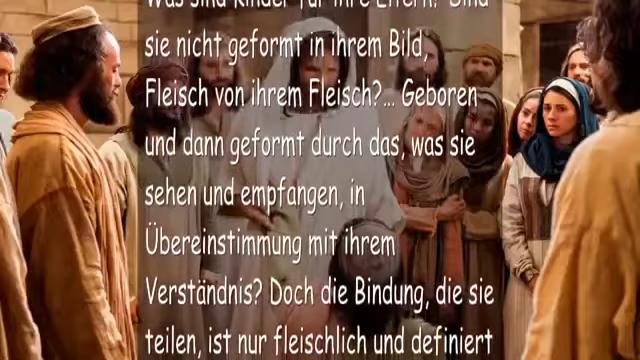 Was sind Kinder für ihre Eltern? Sind
sie nicht geformt in ihrem Bild,
Fleisch von ihrem Fleisch?... Geboren
und dann geformt durch das, was sie
sehen und empfangen, in
Übereinstimmung mit ihrem
Verständnis? Doch die Bindung, die sie
teilen, ist nur fleischlich und definiert